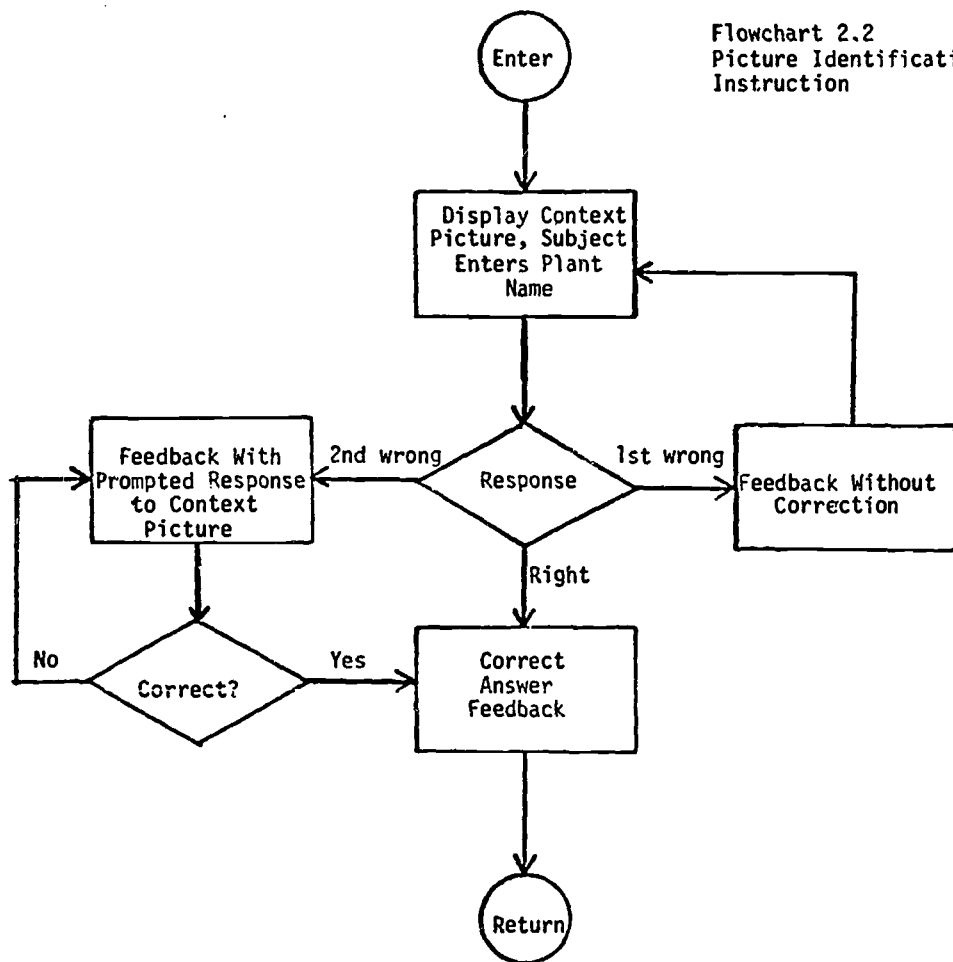 Flowchart 2.2
Picture Identificati
Instruction
Enter
Display Context
Picture, Subject
Enters Plant
Name
Feedback With
Prompted Response
to Context
Picture
2nd wrong
Response
1st wrong
Feedback Without
Correction
Right
No
Correct?
Yes
Correct
Answer
Feedback
Return